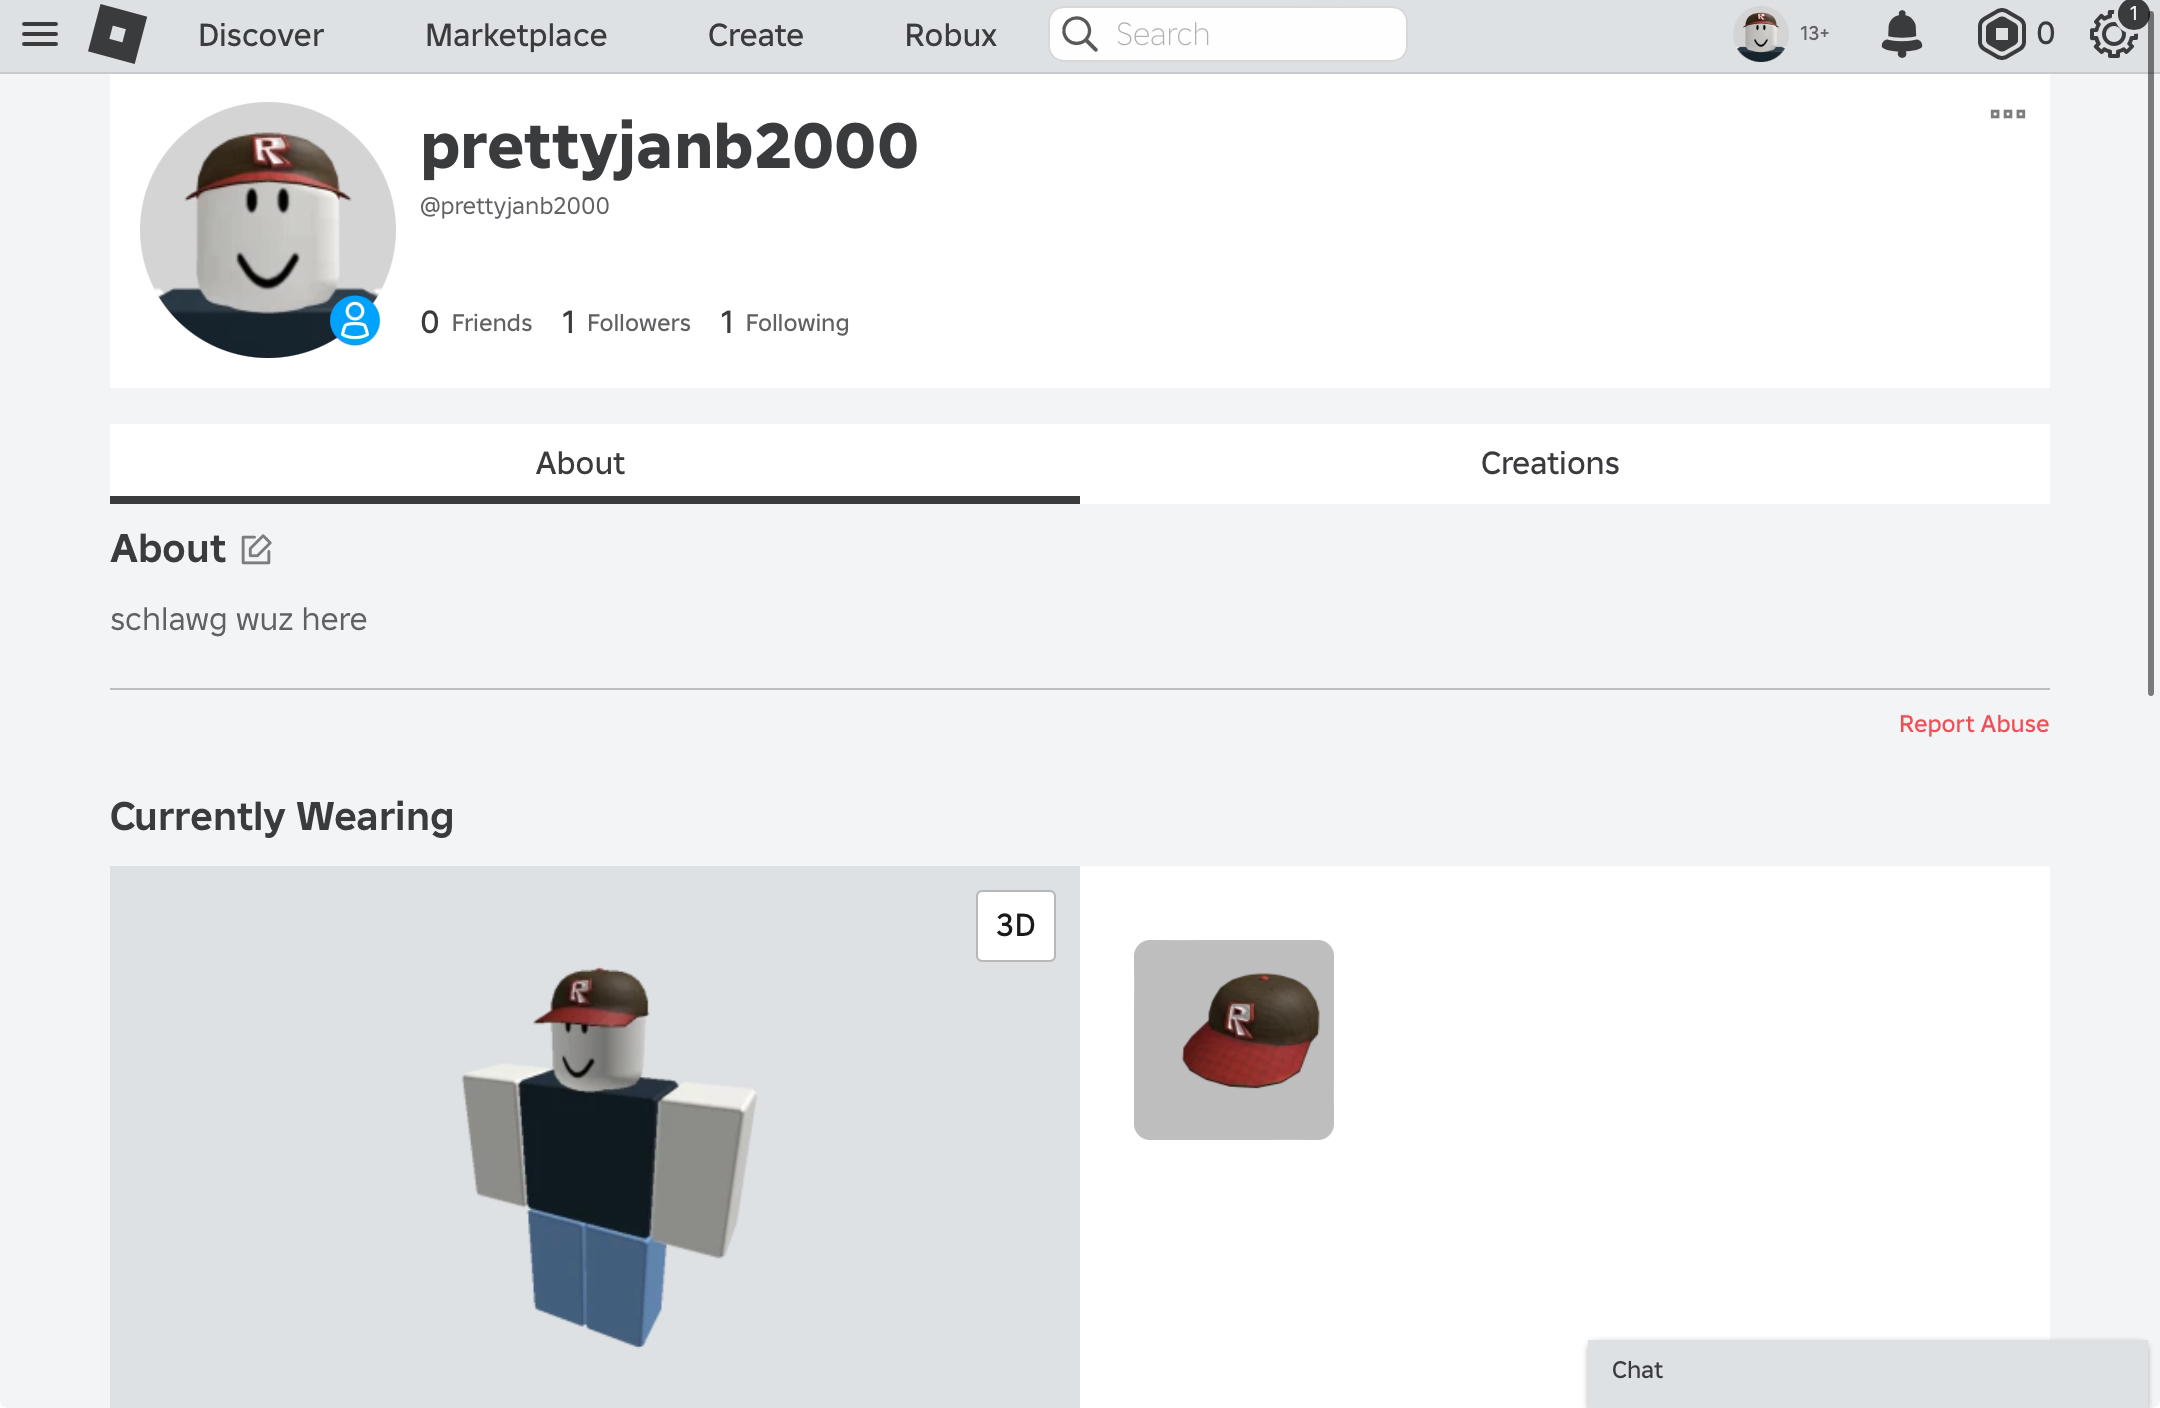 Discover Marketplace Create Robux Search 13+ 0 1
prettyjanb2000
@prettyjanb2000
0 Friends 1 Followers 1 Following
About Creations
About
schlawg wuz here
Report Abuse
Currently Wearing
3D
R
R
R
Chat